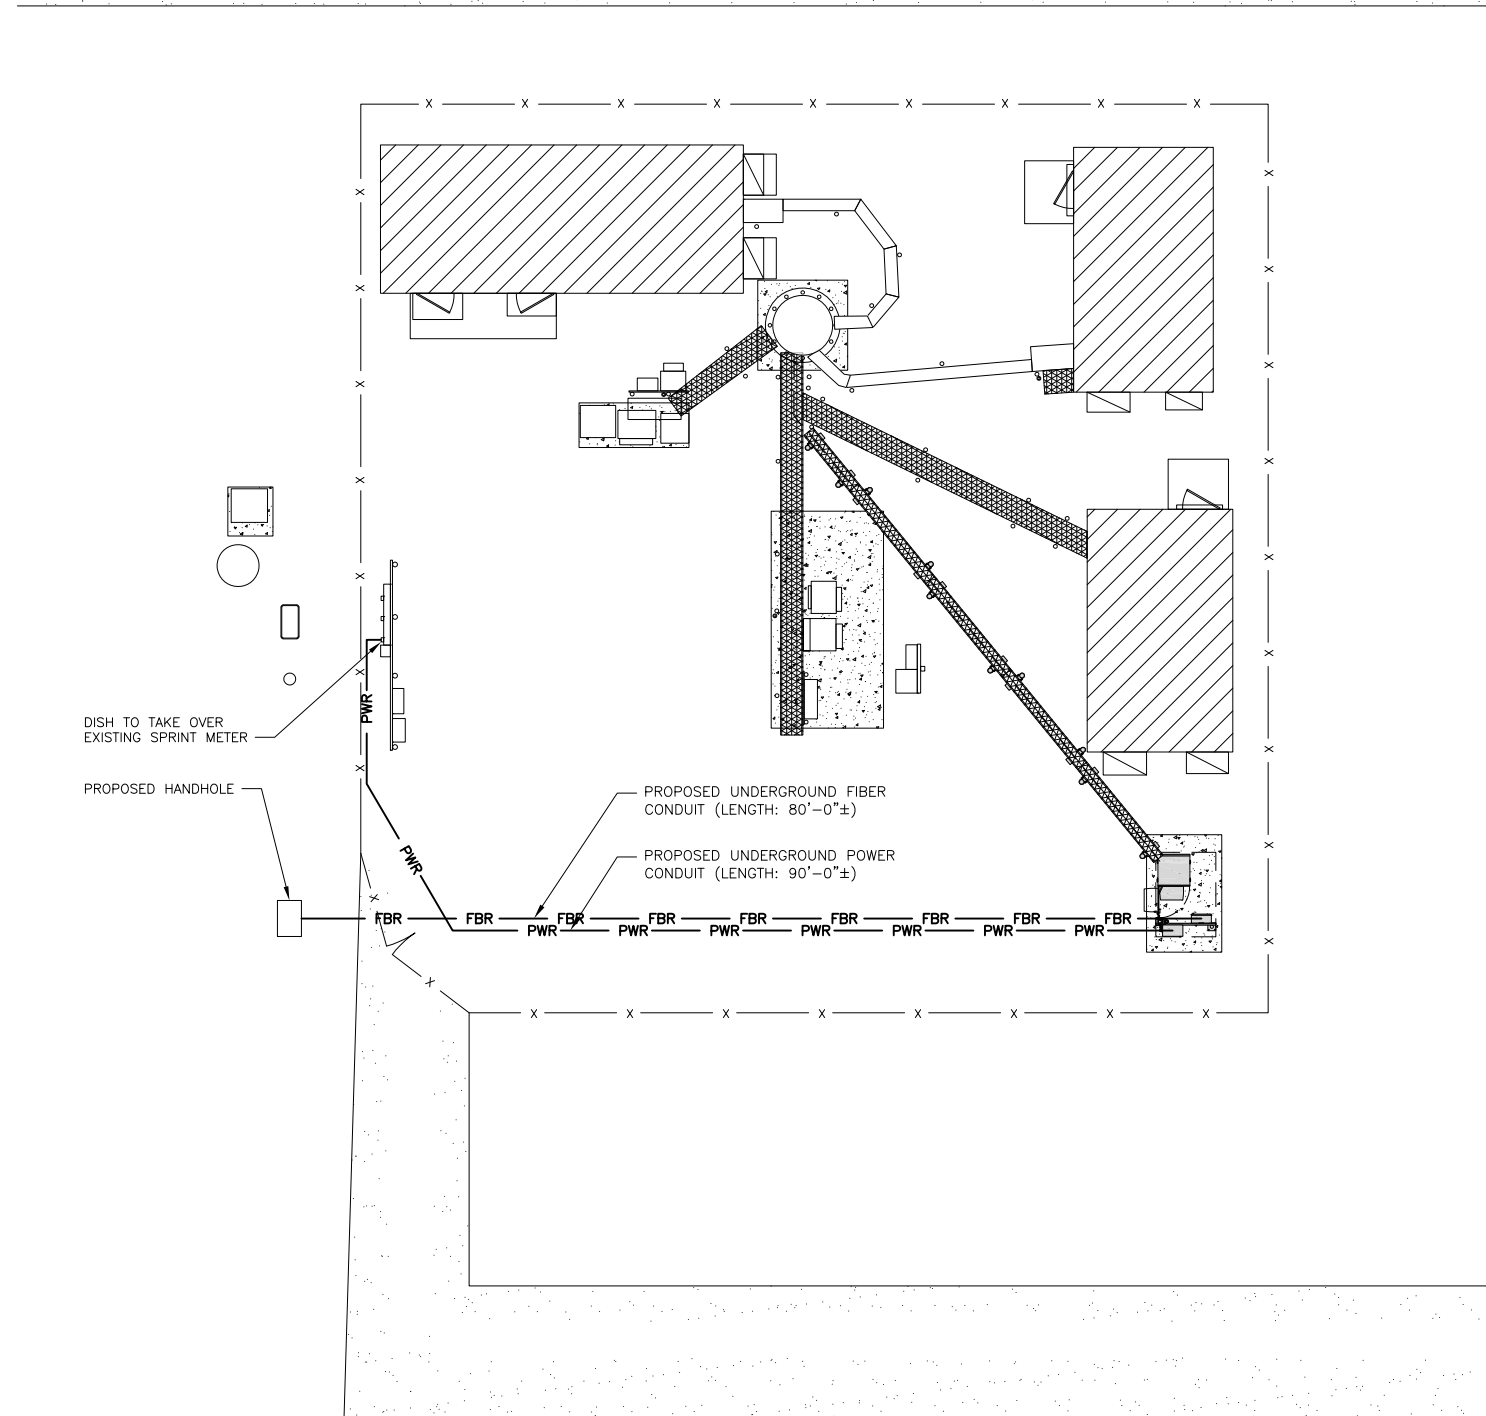 DISH TO TAKE OVER
EXISTING SPRINT METER
PROPOSED HANDHOLE
PROPOSED UNDERGROUND FIBER
CONDUIT (LENGTH: 80'-0"±)
PROPOSED UNDERGROUND POWER
CONDUIT (LENGTH: 90'-0"±)
PWR
PWR
FBR FBR FBR FBR FBR FBR FBR FBR FBR
PWR PWR PWR PWR PWR PWR PWR
X X X X X X X X X
X X X X X X X
X X X X X X X X X
X X
X X X X X X X X